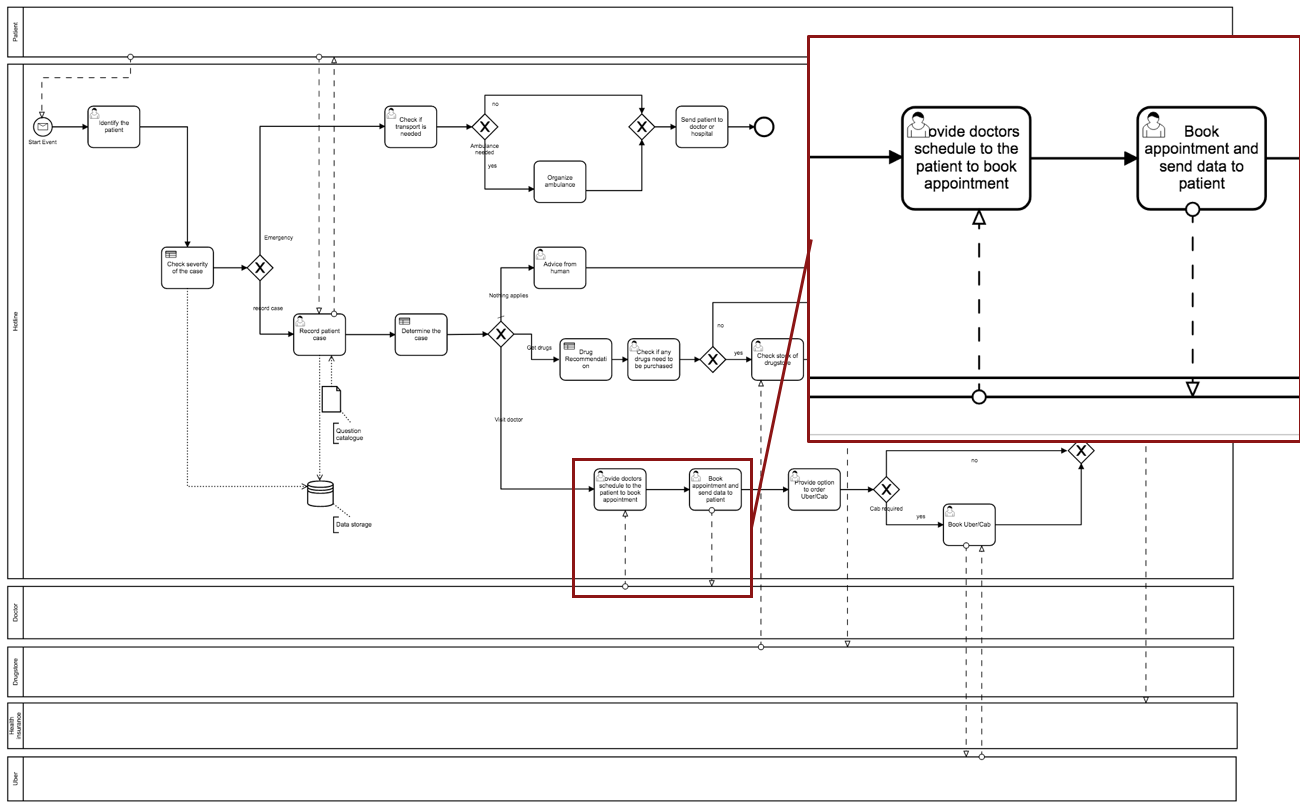 Patient
Hotline
Start Event
Identify the
patient
Check if
transport is
needed
no
Ambulance
needed
yes
Organize
ambulance
Send patient to
doctor or
hospital
Check severity
of the case
Emergency
record case
Record patient
case
Question
catalogue
Data storage
Determine the
case
Nothing applies
Get drugs
Visit doctor
Advice from
human
Drug
Recommendati
on
Check if any
drugs need to
be purchased
no
yes
Check stock of
drugstore
ovide doctors
schedule to the
patient to book
appointment
Book
appointment and
send data to
patient
ovide doctors
schedule to the
patient to book
appointment
Book
appointment and
send data to
patient
Provide option
to order
Uber/Cab
Cab required
no
yes
Book Uber/Cab
Doctor
Drugstore
Health
insurance
Uber